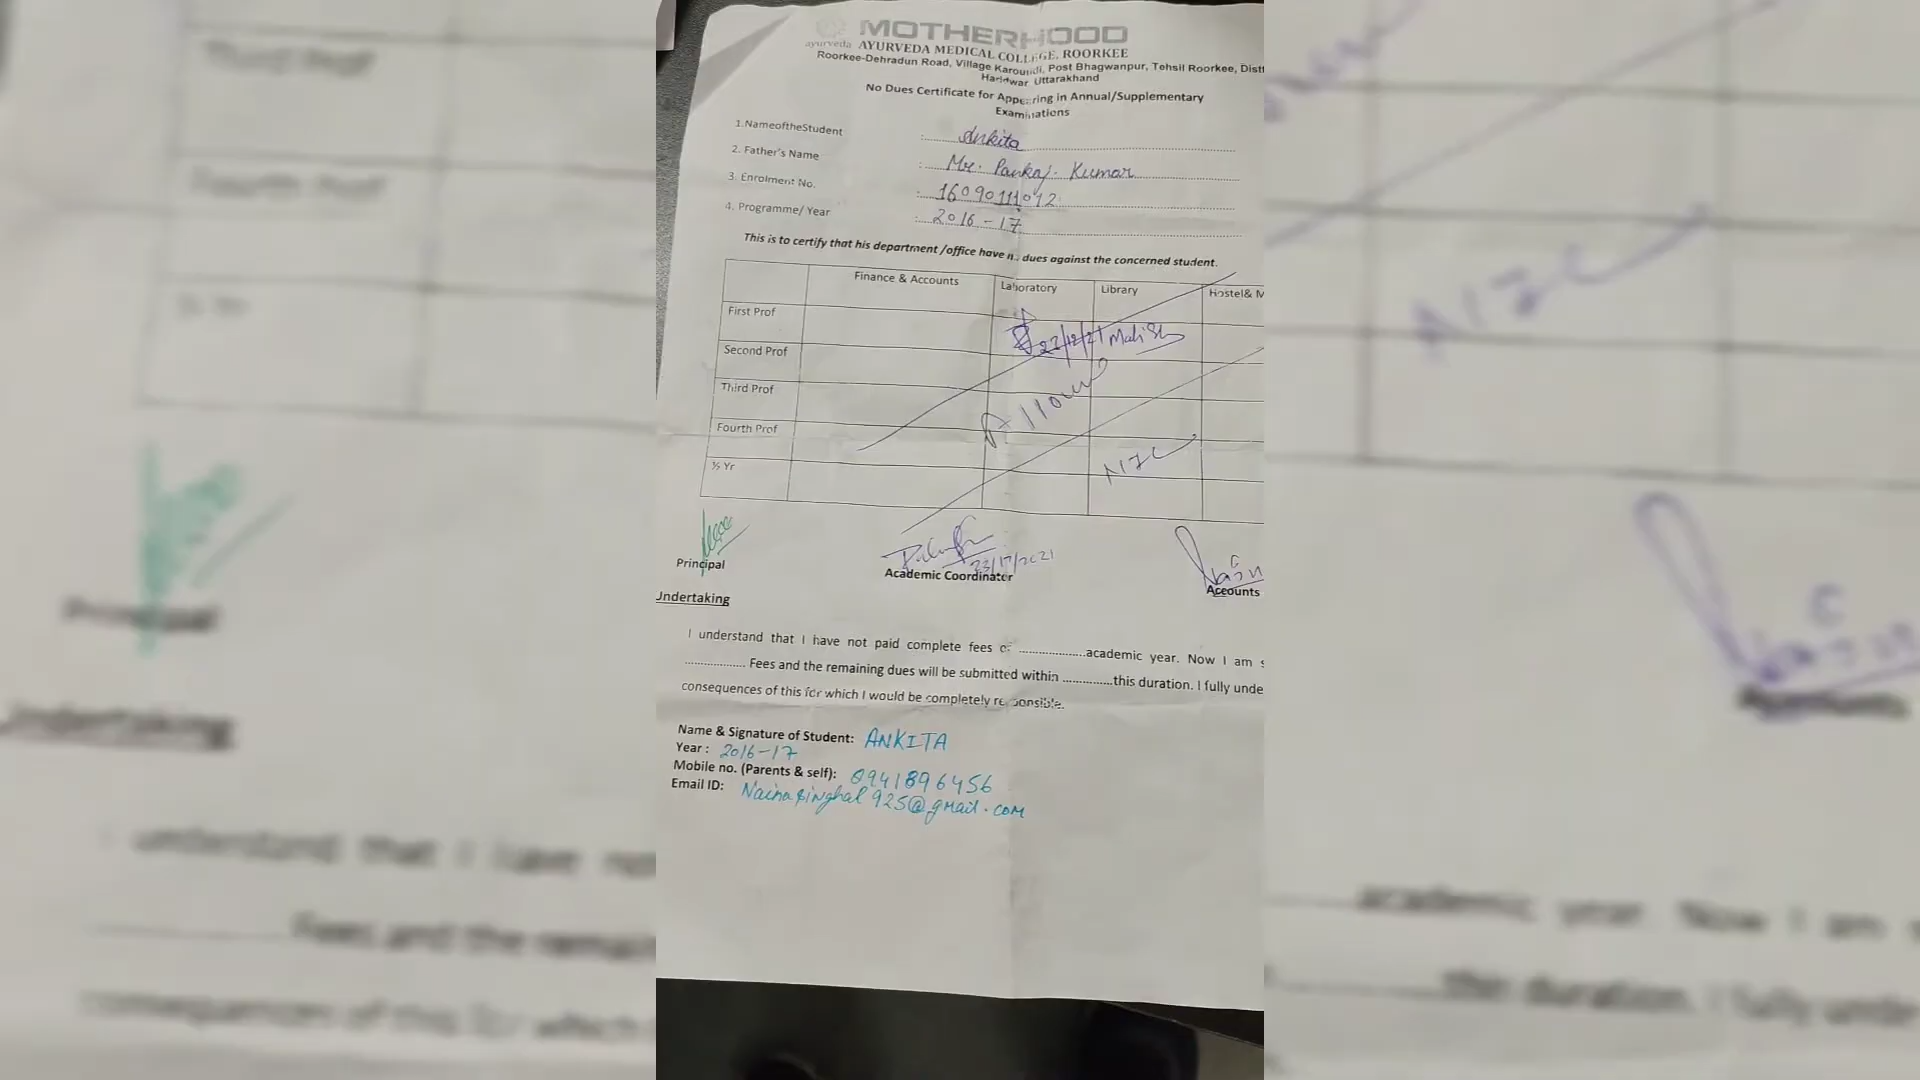 MOTHERHOOD
ayurveda AYURVEDA MEDICAL COLLEGE, ROORKEE
Roorkee-Dehradun Road, Village Karoundi, Post Bhagwanpur, Tehsil Roorkee, Distt
Haridwar Uttarakhand
No Dues Certificate for Appearing in Annual/Supplementary
Examinations
1.NameoftheStudent : Ankita
2. Father's Name : Mr. Pankaj. Kumar
3. Enrolment No. : 16090111012
4. Programme/ Year : 2016-17
This is to certify that his department /office have no dues against the concerned student.
Finance & Accounts Laboratory Library Hostel& M
First Prof
Second Prof
Third Prof
Fourth Prof
½ Yr
Allow
23/12/2021
Principal Academic Coordinator Accounts
Undertaking
I understand that I have not paid complete fees of ...................academic year. Now I am s
................. Fees and the remaining dues will be submitted within ..............this duration. I fully unde
consequences of this for which I would be completely responsible.
Name & Signature of Student: ANKITA
Year : 2016-17
Mobile no. (Parents & self): 8941896456
Email ID: Nainasinghal925@gmail.com